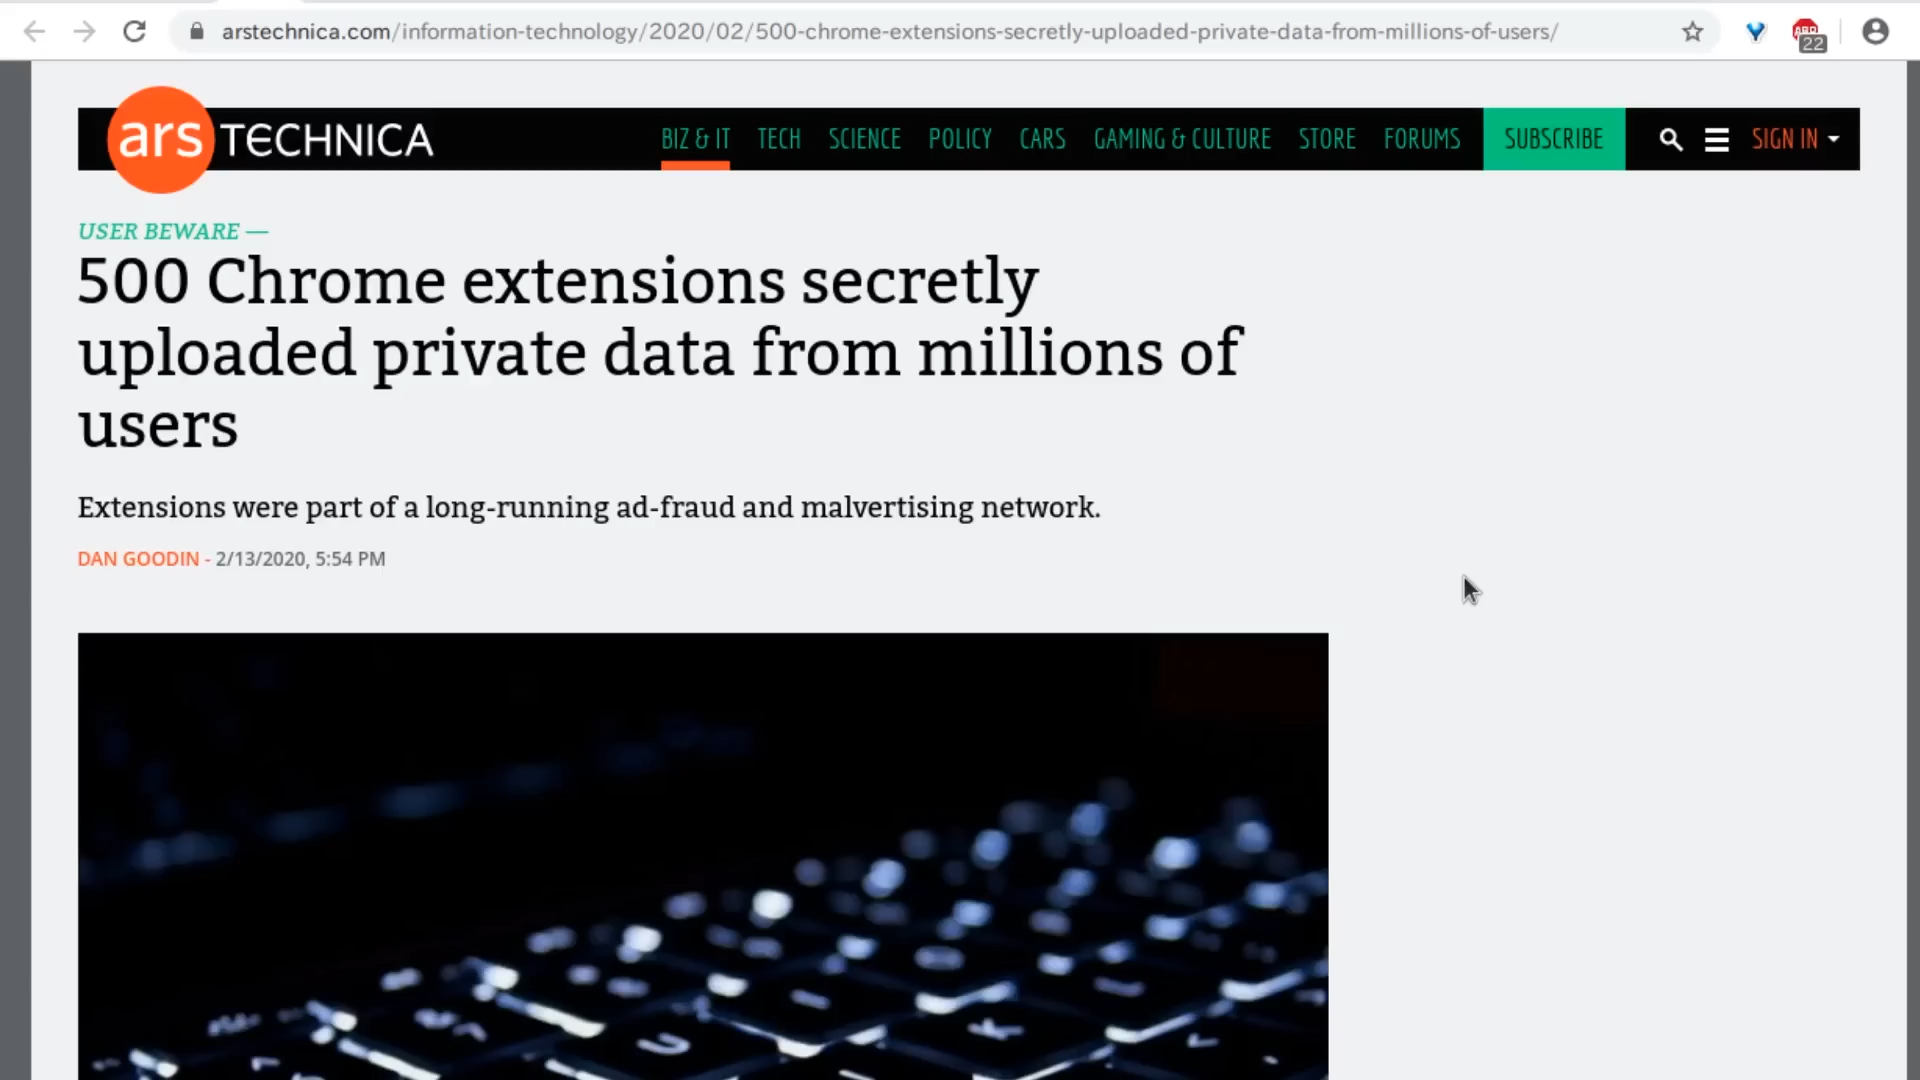 arstechnica.com/information-technology/2020/02/500-chrome-extensions-secretly-uploaded-private-data-from-millions-of-users/
ABP
22
ars TECHNICA
BIZ & IT TECH SCIENCE POLICY CARS GAMING & CULTURE STORE FORUMS SUBSCRIBE SIGN IN
USER BEWARE —
500 Chrome extensions secretly
uploaded private data from millions of
users
Extensions were part of a long-running ad-fraud and malvertising network.
DAN GOODIN - 2/13/2020, 5:54 PM
U K